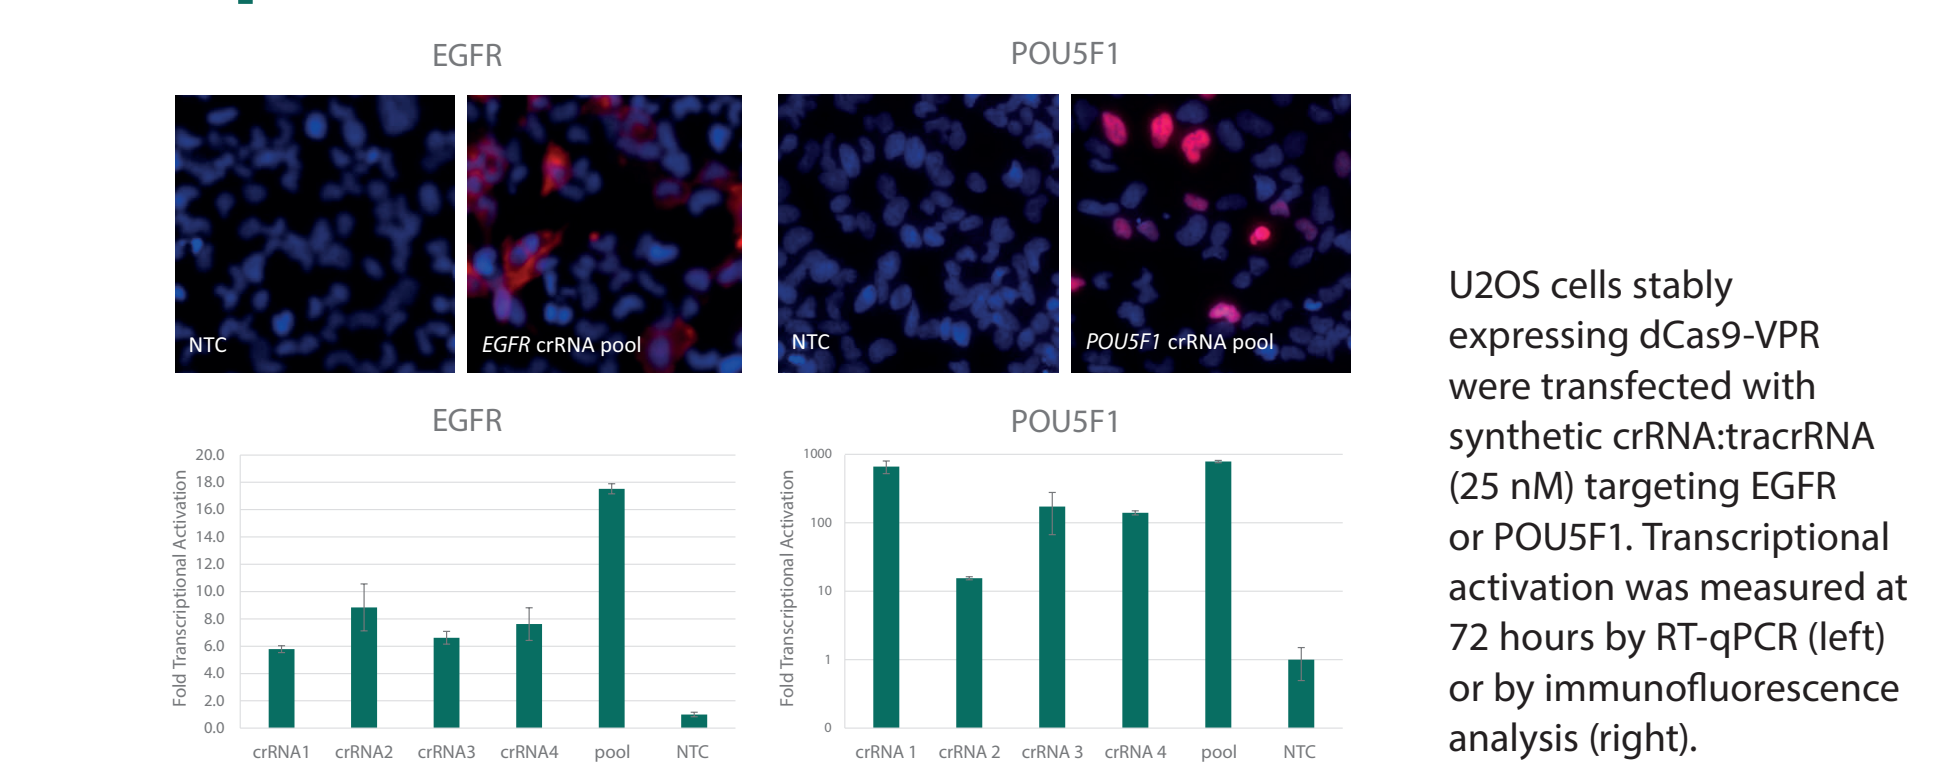 EGFR
POU5F1
NTC
EGFR crRNA pool
NTC
POU5F1 crRNA pool
EGFR
Fold Transcriptional Activation
20.0
18.0
16.0
14.0
12.0
10.0
8.0
6.0
4.0
2.0
0.0
crRNA1 crRNA2 crRNA3 crRNA4 pool NTC
POU5F1
Fold Transcriptional Activation
1000
100
10
1
0
crRNA 1 crRNA 2 crRNA 3 crRNA 4 pool NTC
U2OS cells stably
expressing dCas9-VPR
were transfected with
synthetic crRNA:tracrRNA
(25 nM) targeting EGFR
or POU5F1. Transcriptional
activation was measured at
72 hours by RT-qPCR (left)
or by immunofluorescence
analysis (right).